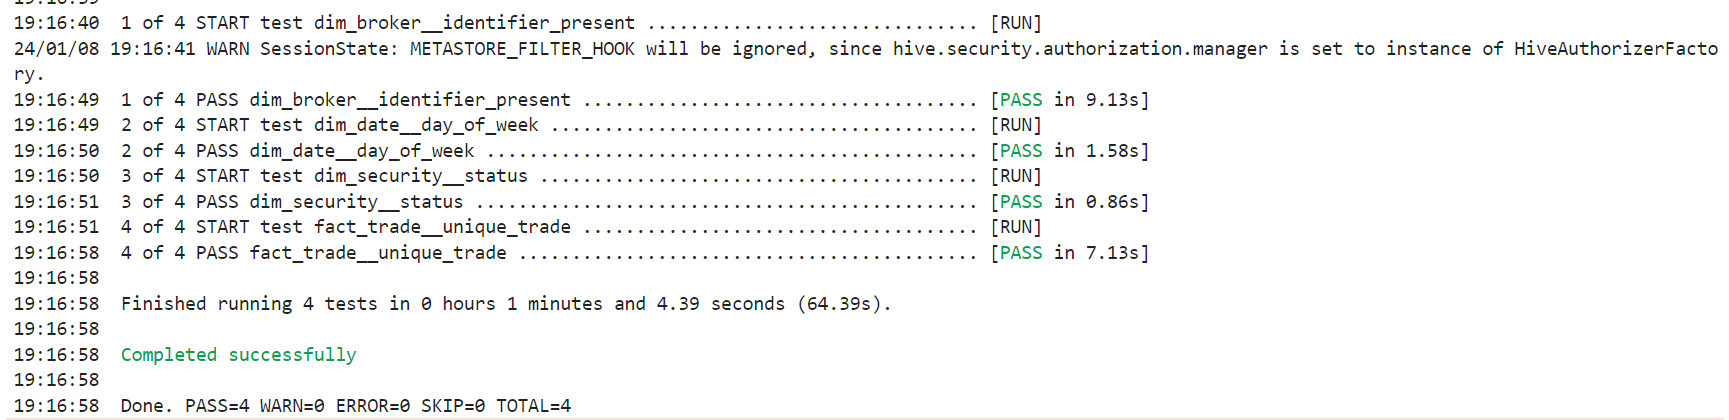 19:16:40  1 of 4 START test dim_broker__identifier_present ............................... [RUN]
24/01/08 19:16:41 WARN SessionState: METASTORE_FILTER_HOOK will be ignored, since hive.security.authorization.manager is set to instance of HiveAuthorizerFacto
ry.
19:16:49  1 of 4 PASS dim_broker__identifier_present ..................................... [PASS in 9.13s]
19:16:49  2 of 4 START test dim_date__day_of_week ........................................ [RUN]
19:16:50  2 of 4 PASS dim_date__day_of_week .............................................. [PASS in 1.58s]
19:16:50  3 of 4 START test dim_security__status ......................................... [RUN]
19:16:51  3 of 4 PASS dim_security__status ............................................... [PASS in 0.86s]
19:16:51  4 of 4 START test fact_trade__unique_trade ..................................... [RUN]
19:16:58  4 of 4 PASS fact_trade__unique_trade ........................................... [PASS in 7.13s]
19:16:58
19:16:58  Finished running 4 tests in 0 hours 1 minutes and 4.39 seconds (64.39s).
19:16:58
19:16:58  Completed successfully
19:16:58
19:16:58  Done. PASS=4 WARN=0 ERROR=0 SKIP=0 TOTAL=4